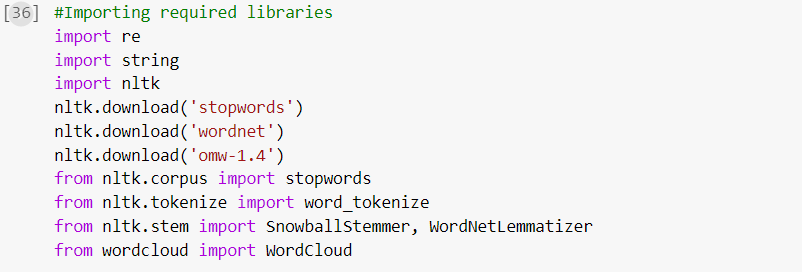 [36] #Importing required libraries
import re
import string
import nltk
nltk.download('stopwords')
nltk.download('wordnet')
nltk.download('omw-1.4')
from nltk.corpus import stopwords
from nltk.tokenize import word_tokenize
from nltk.stem import SnowballStemmer, WordNetLemmatizer
from wordcloud import WordCloud